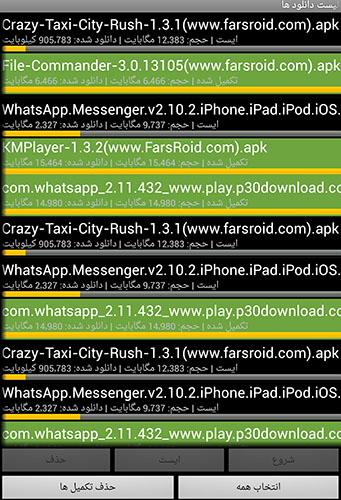 لیست دانلود ها
Crazy-Taxi-City-Rush-1.3.1(www.farsroid.com).apk
ایست | حجم: 12.383 مگابایت | دانلود شده: 905.783 کیلوبایت
File-Commander-3.0.13105(www.farsroid.com).apk
تکمیل شده | حجم: 6.466 مگابایت | دانلود شده: 6.466 مگابایت
WhatsApp.Messenger.v2.10.2.iPhone.iPad.iPod.iOS.
ایست | حجم: 9.737 مگابایت | دانلود شده: 2.327 مگابایت
KMPlayer-1.3.2(www.FarsRoid.com).apk
تکمیل شده | حجم: 15.464 مگابایت | دانلود شده: 15.464 مگابایت
com.whatsapp_2.11.432_www.play.p30download.c
تکمیل شده | حجم: 14.980 مگابایت | دانلود شده: 14.980 مگابایت
Crazy-Taxi-City-Rush-1.3.1(www.farsroid.com).apk
ایست | حجم: 12.383 مگابایت | دانلود شده: 905.783 کیلوبایت
WhatsApp.Messenger.v2.10.2.iPhone.iPad.iPod.iOS.
ایست | حجم: 9.737 مگابایت | دانلود شده: 2.327 مگابایت
com.whatsapp_2.11.432_www.play.p30download.c
تکمیل شده | حجم: 14.980 مگابایت | دانلود شده: 14.980 مگابایت
Crazy-Taxi-City-Rush-1.3.1(www.farsroid.com).apk
ایست | حجم: 12.383 مگابایت | دانلود شده: 905.783 کیلوبایت
WhatsApp.Messenger.v2.10.2.iPhone.iPad.iPod.iOS.
ایست | حجم: 9.737 مگابایت | دانلود شده: 2.327 مگابایت
com.whatsapp_2.11.432_www.play.p30download.c
شروع ایست حذف
انتخاب همه حذف تکمیل ها